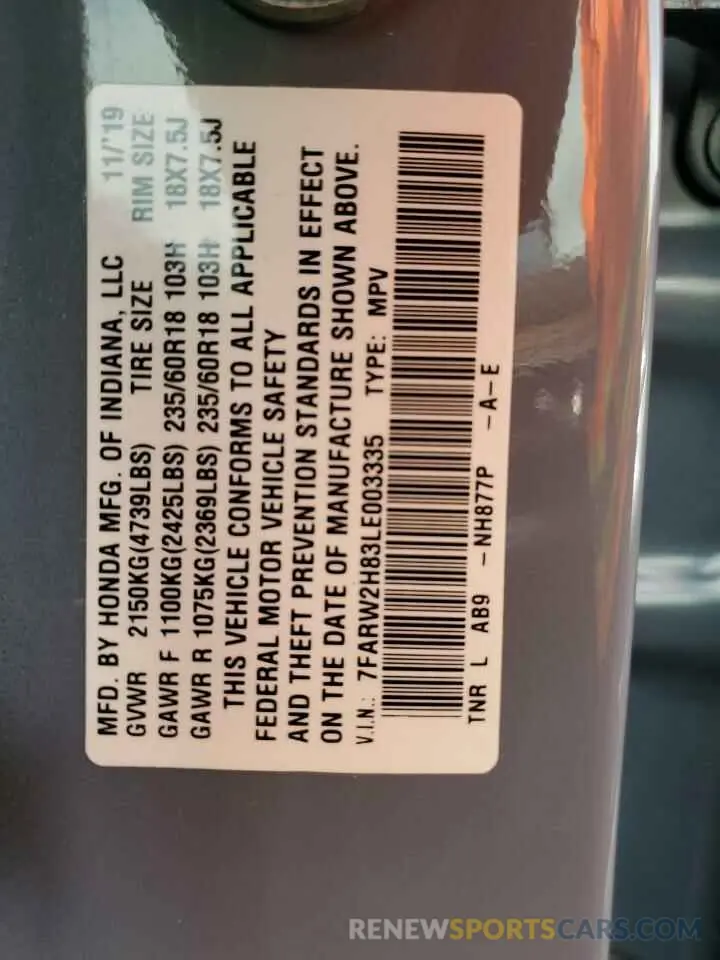 MFD. BY HONDA MFG. OF INDIANA, LLC 11/'19
GVWR 2150KG(4739LBS) TIRE SIZE RIM SIZE
GAWR F 1100KG(2425LBS) 235/60R18 103H 18X7.5J
GAWR R 1075KG(2369LBS) 235/60R18 103H 18X7.5J
THIS VEHICLE CONFORMS TO ALL APPLICABLE
FEDERAL MOTOR VEHICLE SAFETY
AND THEFT PREVENTION STANDARDS IN EFFECT
ON THE DATE OF MANUFACTURE SHOWN ABOVE.
V.I.N.: 7FARW2H83LE003335 TYPE: MPV
TNR L AB9 -NH877P -A-E
RENEWSPORTSCARS.COM